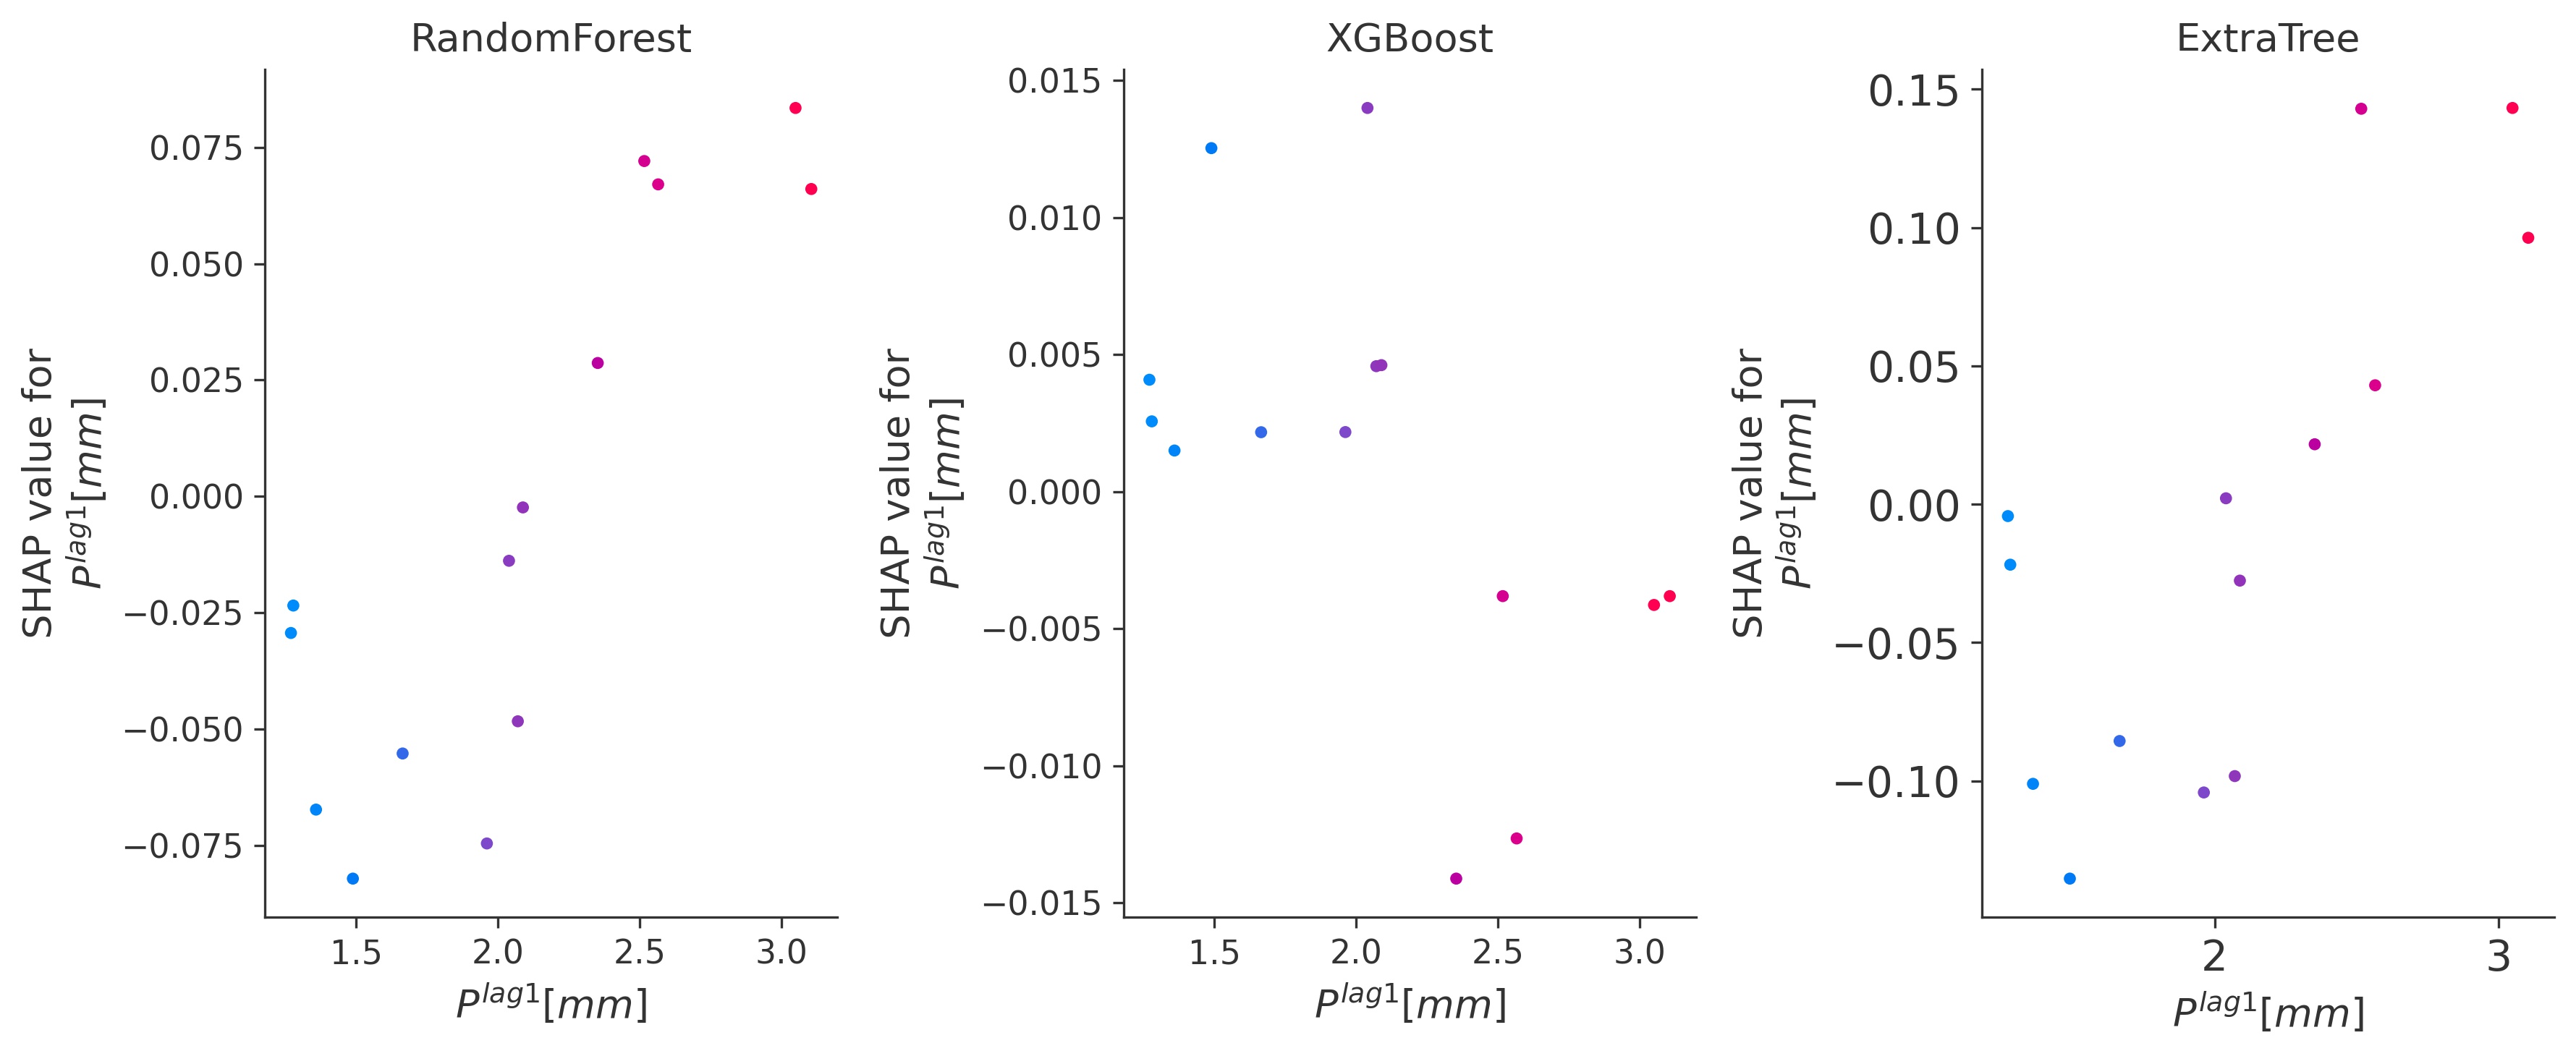 RandomForest
SHAP value for
P^lag1[mm]
0.075
0.050
0.025
0.000
−0.025
−0.050
−0.075
1.5 2.0 2.5 3.0
P^lag1[mm]
XGBoost
SHAP value for
P^lag1[mm]
0.015
0.010
0.005
0.000
−0.005
−0.010
−0.015
1.5 2.0 2.5 3.0
P^lag1[mm]
ExtraTree
SHAP value for
P^lag1[mm]
0.15
0.10
0.05
0.00
−0.05
−0.10
2 3
P^lag1[mm]